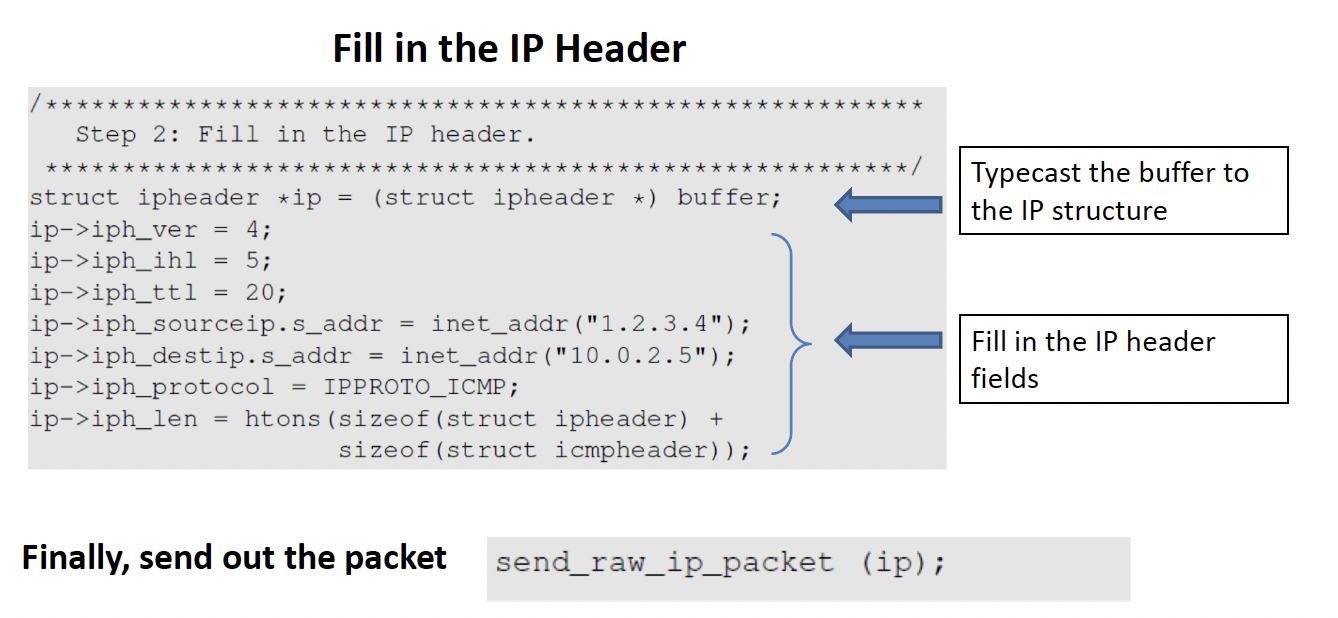 Fill in the IP Header
/*********************************************************
Step 2: Fill in the IP header.
********************************************************/
struct ipheader *ip = (struct ipheader *) buffer;
ip->iph_ver = 4;
ip->iph_ihl = 5;
ip->iph_ttl = 20;
ip->iph_sourceip.s_addr = inet_addr("1.2.3.4");
ip->iph_destip.s_addr = inet_addr("10.0.2.5");
ip->iph_protocol = IPPROTO_ICMP;
ip->iph_len = htons(sizeof(struct ipheader) +
sizeof(struct icmpheader));
Typecast the buffer to
the IP structure
Fill in the IP header
fields
Finally, send out the packet
send_raw_ip_packet (ip);